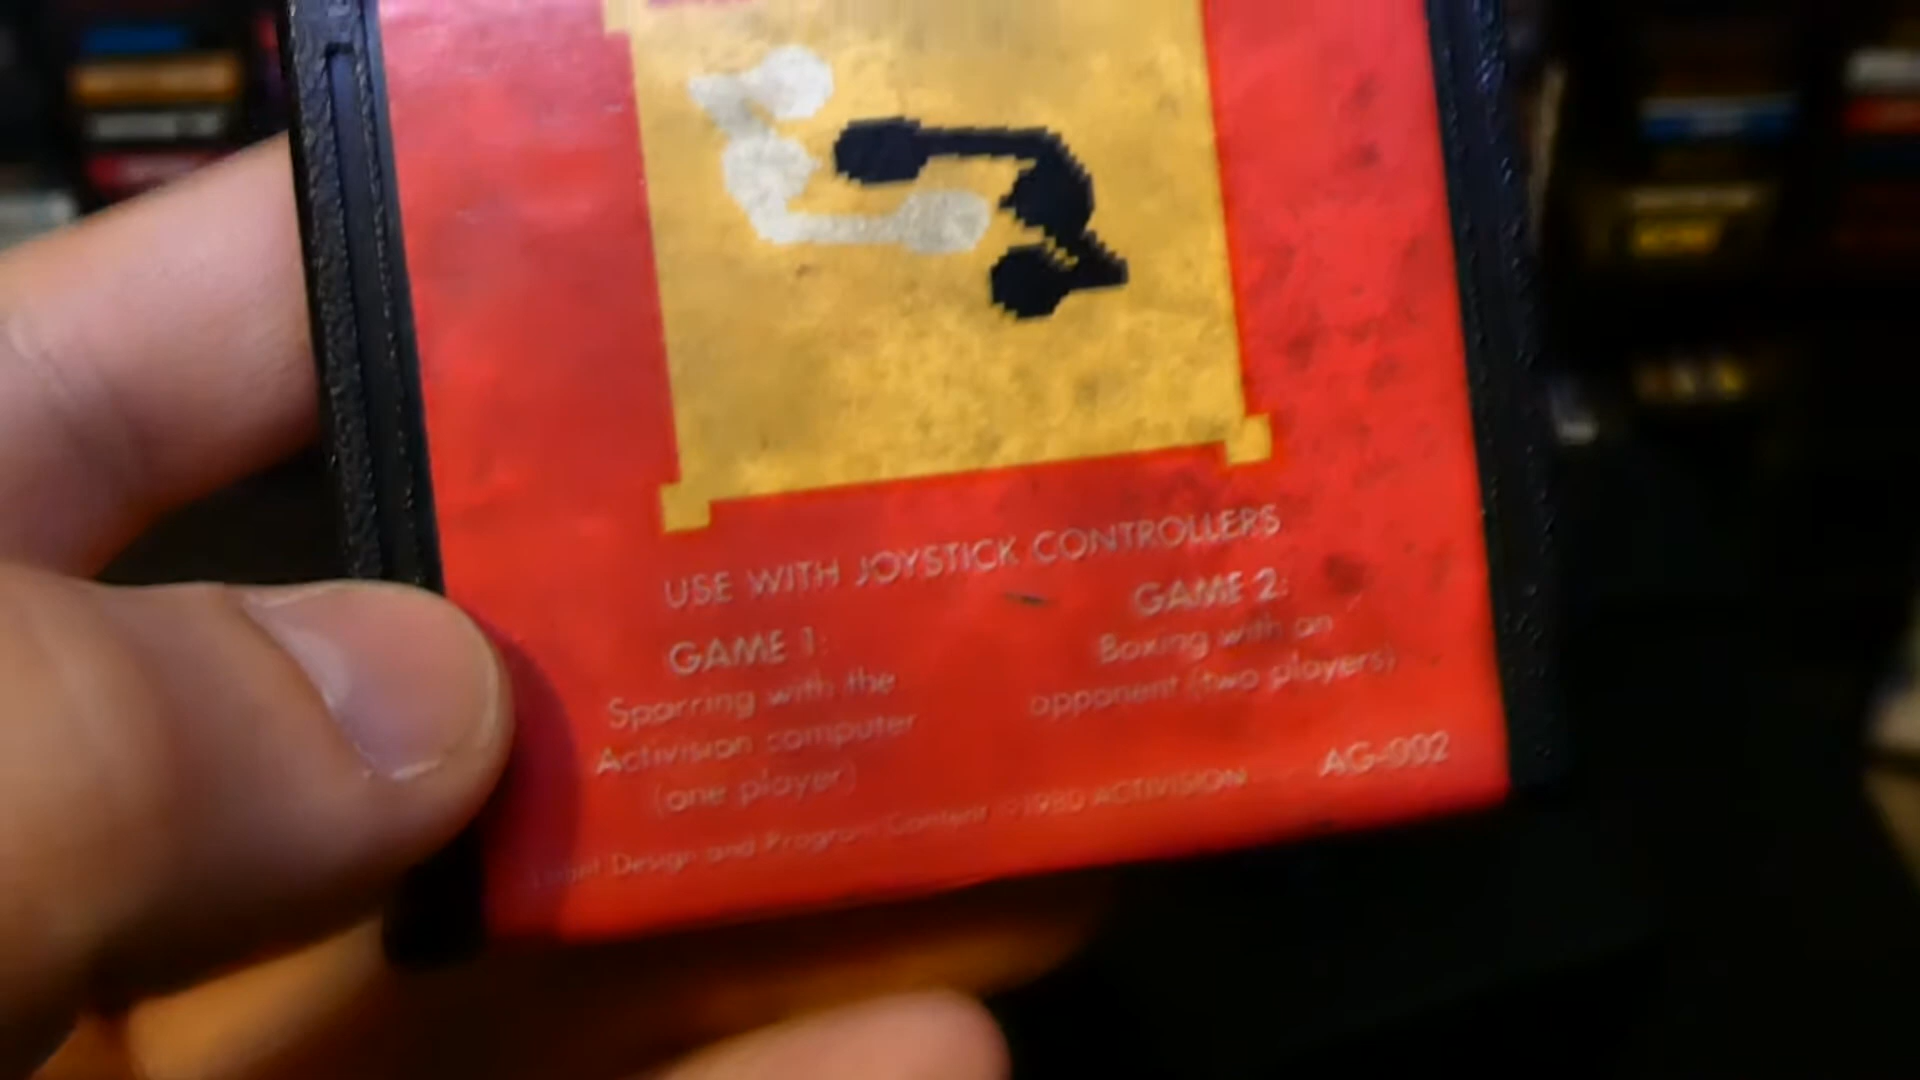 USE WITH JOYSTICK CONTROLLERS
GAME 1:
Sparring with the
Activision computer
(one player)
GAME 2:
Boxing with an
opponent (two players)
AG-002
Label Design and Program Content ©1980 ACTIVISION